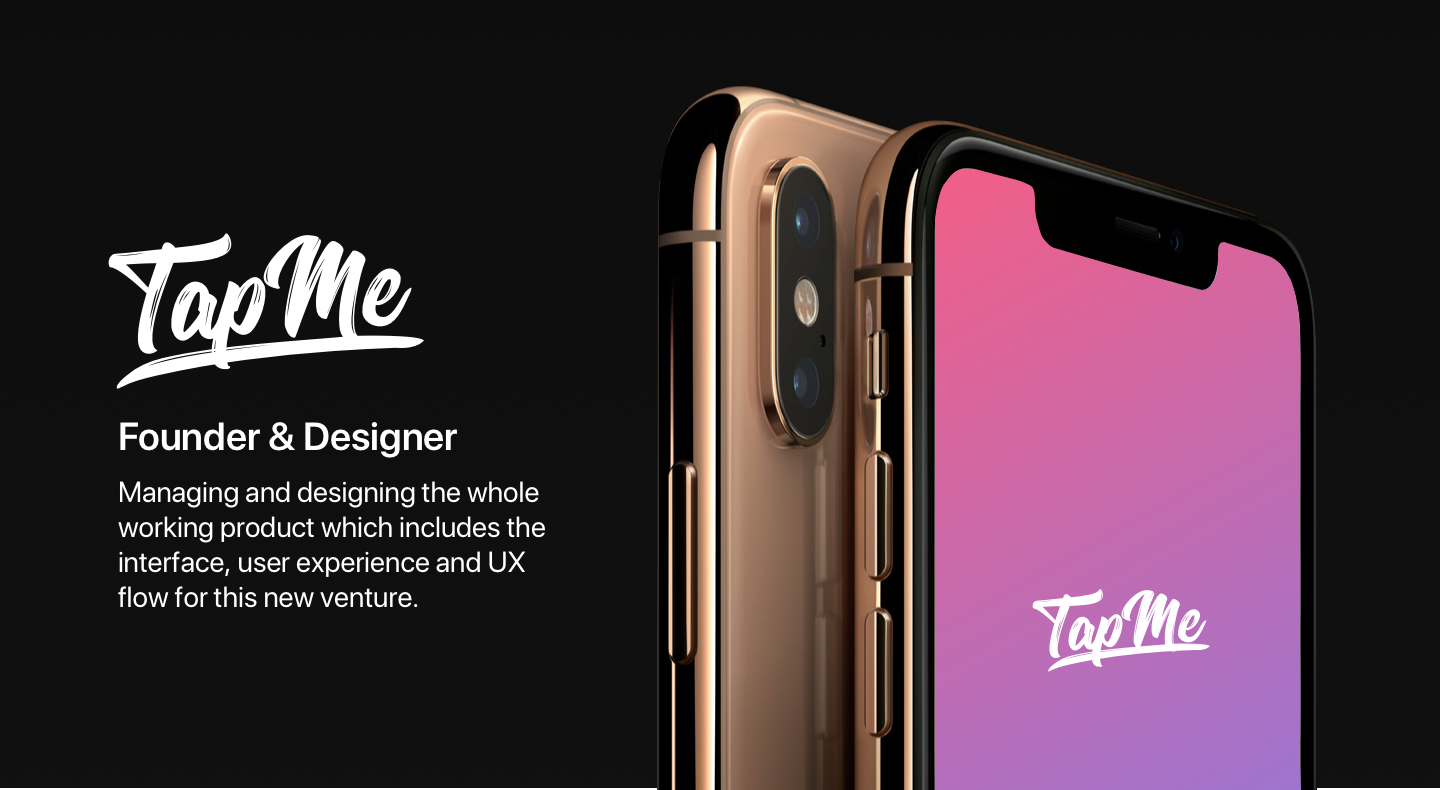 TapMe
Founder & Designer
Managing and designing the whole
working product which includes the
interface, user experience and UX
flow for this new venture.
TapMe